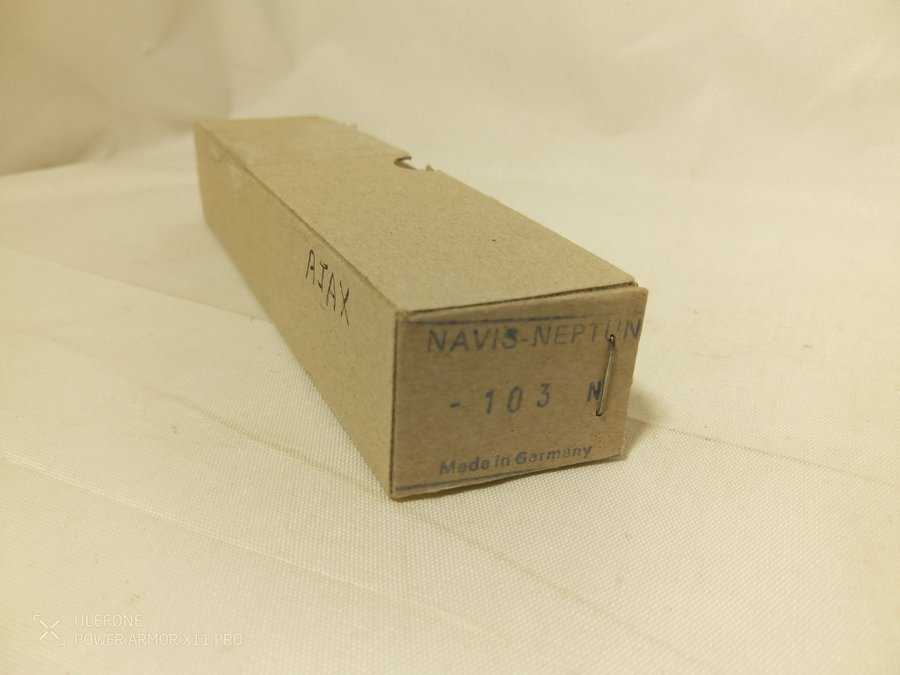 AJAX
NAVIS-NEPTUN
- 103 N
Made in Germany
ULEFONE
POWER ARMOR X11 PRO